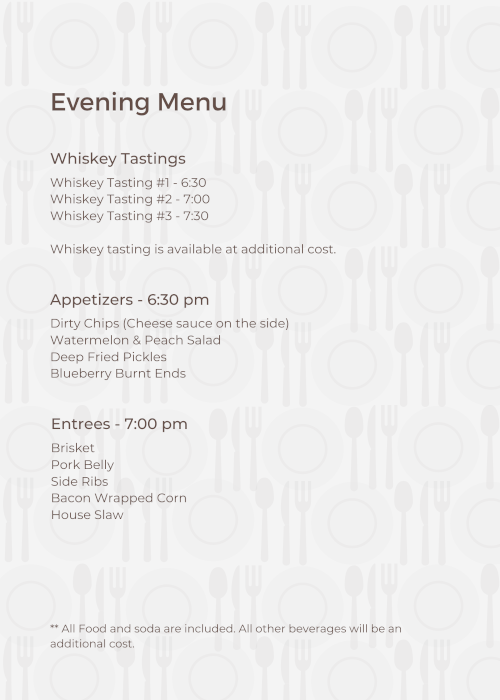 Evening Menu
Whiskey Tastings
Whiskey Tasting #1 - 6:30
Whiskey Tasting #2 - 7:00
Whiskey Tasting #3 - 7:30
Whiskey tasting is available at additional cost.
Appetizers - 6:30 pm
Dirty Chips (Cheese sauce on the side)
Watermelon & Peach Salad
Deep Fried Pickles
Blueberry Burnt Ends
Entrees - 7:00 pm
Brisket
Pork Belly
Side Ribs
Bacon Wrapped Corn
House Slaw
** All Food and soda are included. All other beverages will be an
additional cost.